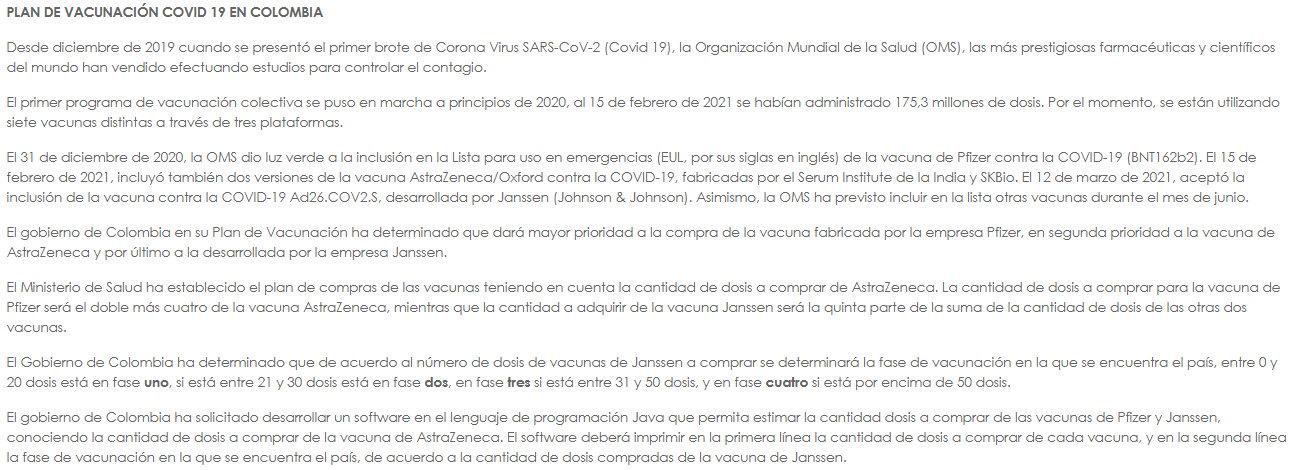 PLAN DE VACUNACIÓN COVID 19 EN COLOMBIA
Desde diciembre de 2019 cuando se presentó el primer brote de Corona Virus SARS-CoV-2 (Covid 19), la Organización Mundial de la Salud (OMS), las más prestigiosas farmacéuticas y científicos
del mundo han vendido efectuando estudios para controlar el contagio.
El primer programa de vacunación colectiva se puso en marcha a principios de 2020, al 15 de febrero de 2021 se habían administrado 175,3 millones de dosis. Por el momento, se están utilizando
siete vacunas distintas a través de tres plataformas.
El 31 de diciembre de 2020, la OMS dio luz verde a la inclusión en la Lista para uso en emergencias (EUL, por sus siglas en inglés) de la vacuna de Pfizer contra la COVID-19 (BNT162b2). El 15 de
febrero de 2021, incluyó también dos versiones de la vacuna AstraZeneca/Oxford contra la COVID-19, fabricadas por el Serum Institute de la India y SKBio. El 12 de marzo de 2021, aceptó la
inclusión de la vacuna contra la COVID-19 Ad26.COV2.S, desarrollada por Janssen (Johnson & Johnson). Asimismo, la OMS ha previsto incluir en la lista otras vacunas durante el mes de junio.
El gobierno de Colombia en su Plan de Vacunación ha determinado que dará mayor prioridad a la compra de la vacuna fabricada por la empresa Pfizer, en segunda prioridad a la vacuna de
AstraZeneca y por último a la desarrollada por la empresa Janssen.
El Ministerio de Salud ha establecido el plan de compras de las vacunas teniendo en cuenta la cantidad de dosis a comprar de AstraZeneca. La cantidad de dosis a comprar para la vacuna de
Pfizer será el doble más cuatro de la vacuna AstraZeneca, mientras que la cantidad a adquirir de la vacuna Janssen será la quinta parte de la suma de la cantidad de dosis de las otras dos
vacunas.
El Gobierno de Colombia ha determinado que de acuerdo al número de dosis de vacunas de Janssen a comprar se determinará la fase de vacunación en la que se encuentra el país, entre 0 y
20 dosis está en fase uno, si está entre 21 y 30 dosis está en fase dos, en fase tres si está entre 31 y 50 dosis, y en fase cuatro si está por encima de 50 dosis.
El gobierno de Colombia ha solicitado desarrollar un software en el lenguaje de programación Java que permita estimar la cantidad dosis a comprar de las vacunas de Pfizer y Janssen,
conociendo la cantidad de dosis a comprar de la vacuna de AstraZeneca. El software deberá imprimir en la primera línea la cantidad de dosis a comprar de cada vacuna, y en la segunda línea
la fase de vacunación en la que se encuentra el país, de acuerdo a la cantidad de dosis compradas de la vacuna de Janssen.